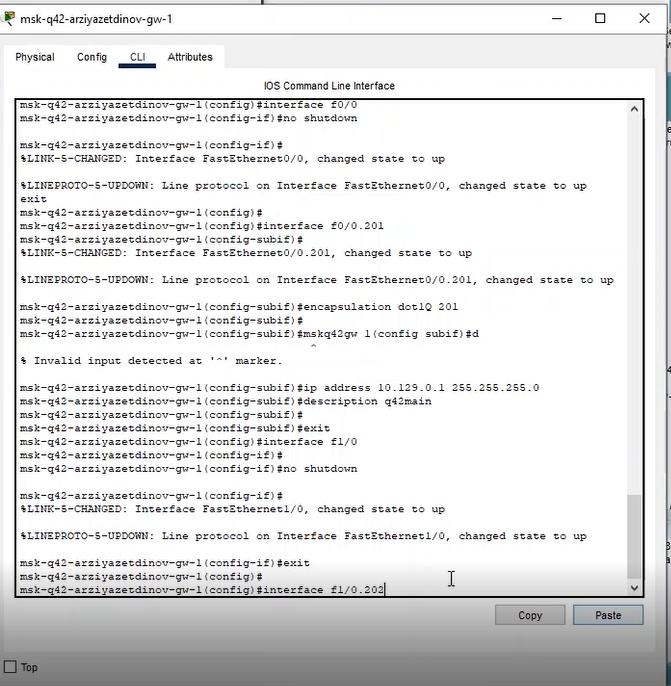 msk-q42-arziyazetdinov-gw-1
Physical Config CLI Attributes
IOS Command Line Interface
msk-q42-arziyazetdinov-gw-1(config)#interface f0/0
msk-q42-arziyazetdinov-gw-1(config-if)#no shutdown
msk-q42-arziyazetdinov-gw-1(config-if)#
%LINK-5-CHANGED: Interface FastEthernet0/0, changed state to up
%LINEPROTO-5-UPDOWN: Line protocol on Interface FastEthernet0/0, changed state to up
exit
msk-q42-arziyazetdinov-gw-1(config)#
msk-q42-arziyazetdinov-gw-1(config)#interface f0/0.201
msk-q42-arziyazetdinov-gw-1(config-subif)#
%LINK-5-CHANGED: Interface FastEthernet0/0.201, changed state to up
%LINEPROTO-5-UPDOWN: Line protocol on Interface FastEthernet0/0.201, changed state to up
msk-q42-arziyazetdinov-gw-1(config-subif)#encapsulation dot1Q 201
msk-q42-arziyazetdinov-gw-1(config-subif)#
msk-q42-arziyazetdinov-gw-1(config-subif)#mskq42gw 1(config subif)#d
^
% Invalid input detected at '^' marker.
msk-q42-arziyazetdinov-gw-1(config-subif)#ip address 10.129.0.1 255.255.255.0
msk-q42-arziyazetdinov-gw-1(config-subif)#description q42main
msk-q42-arziyazetdinov-gw-1(config-subif)#
msk-q42-arziyazetdinov-gw-1(config-subif)#exit
msk-q42-arziyazetdinov-gw-1(config)#interface f1/0
msk-q42-arziyazetdinov-gw-1(config-if)#
msk-q42-arziyazetdinov-gw-1(config-if)#no shutdown
msk-q42-arziyazetdinov-gw-1(config-if)#
%LINK-5-CHANGED: Interface FastEthernet1/0, changed state to up
%LINEPROTO-5-UPDOWN: Line protocol on Interface FastEthernet1/0, changed state to up
msk-q42-arziyazetdinov-gw-1(config-if)#exit
msk-q42-arziyazetdinov-gw-1(config)#
msk-q42-arziyazetdinov-gw-1(config)#interface f1/0.202
Copy Paste
Top